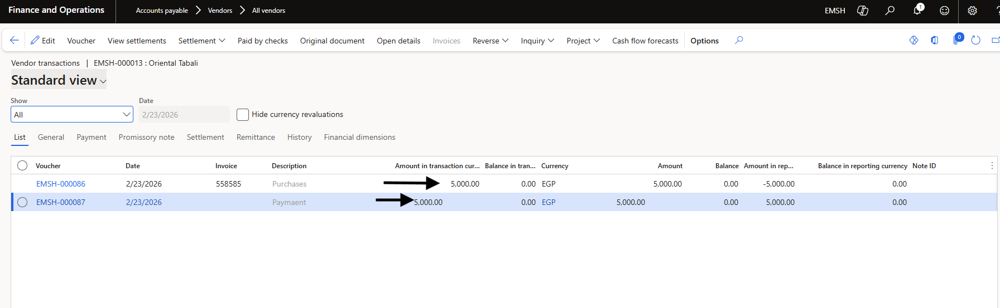 Finance and Operations
Accounts payable Vendors All vendors
EMSH
1
Edit Voucher View settlements Settlement Paid by checks Original document Open details Invoices Reverse Inquiry Project Cash flow forecasts Options
0
Vendor transactions | EMSH-000013 : Oriental Tabali
Standard view
Show Date
All 2/23/2026 Hide currency revaluations
List General Payment Promissory note Settlement Remittance History Financial dimensions
Voucher Date Invoice Description Amount in transaction cur... Balance in tran... Currency Amount Balance Amount in rep... Balance in reporting currency Note ID
EMSH-000086 2/23/2026 558585 Purchases 5,000.00 0.00 EGP 5,000.00 0.00 -5,000.00 0.00
EMSH-000087 2/23/2026 Paymaent 5,000.00 0.00 EGP 5,000.00 0.00 5,000.00 0.00